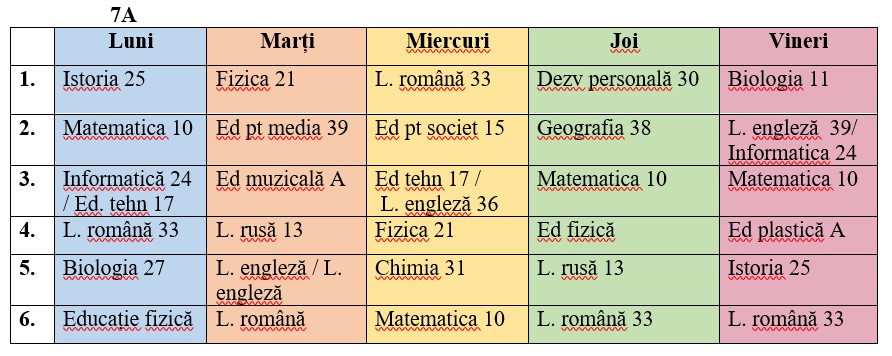 7A
Luni Marți Miercuri Joi Vineri
1. Istoria 25 Fizica 21 L. română 33 Dezv personală 30 Biologia 11
2. Matematica 10 Ed pt media 39 Ed pt societ 15 Geografia 38 L. engleză 39/
Informatica 24
3. Informatică 24 Ed muzicală A Ed tehn 17 / Matematica 10 Matematica 10
/ Ed. tehn 17 L. engleză 36
4. L. română 33 L. rusă 13 Fizica 21 Ed fizică Ed plastică A
5. Biologia 27 L. engleză / L. Chimia 31 L. rusă 13 Istoria 25
engleză
6. Educație fizică L. română Matematica 10 L. română 33 L. română 33